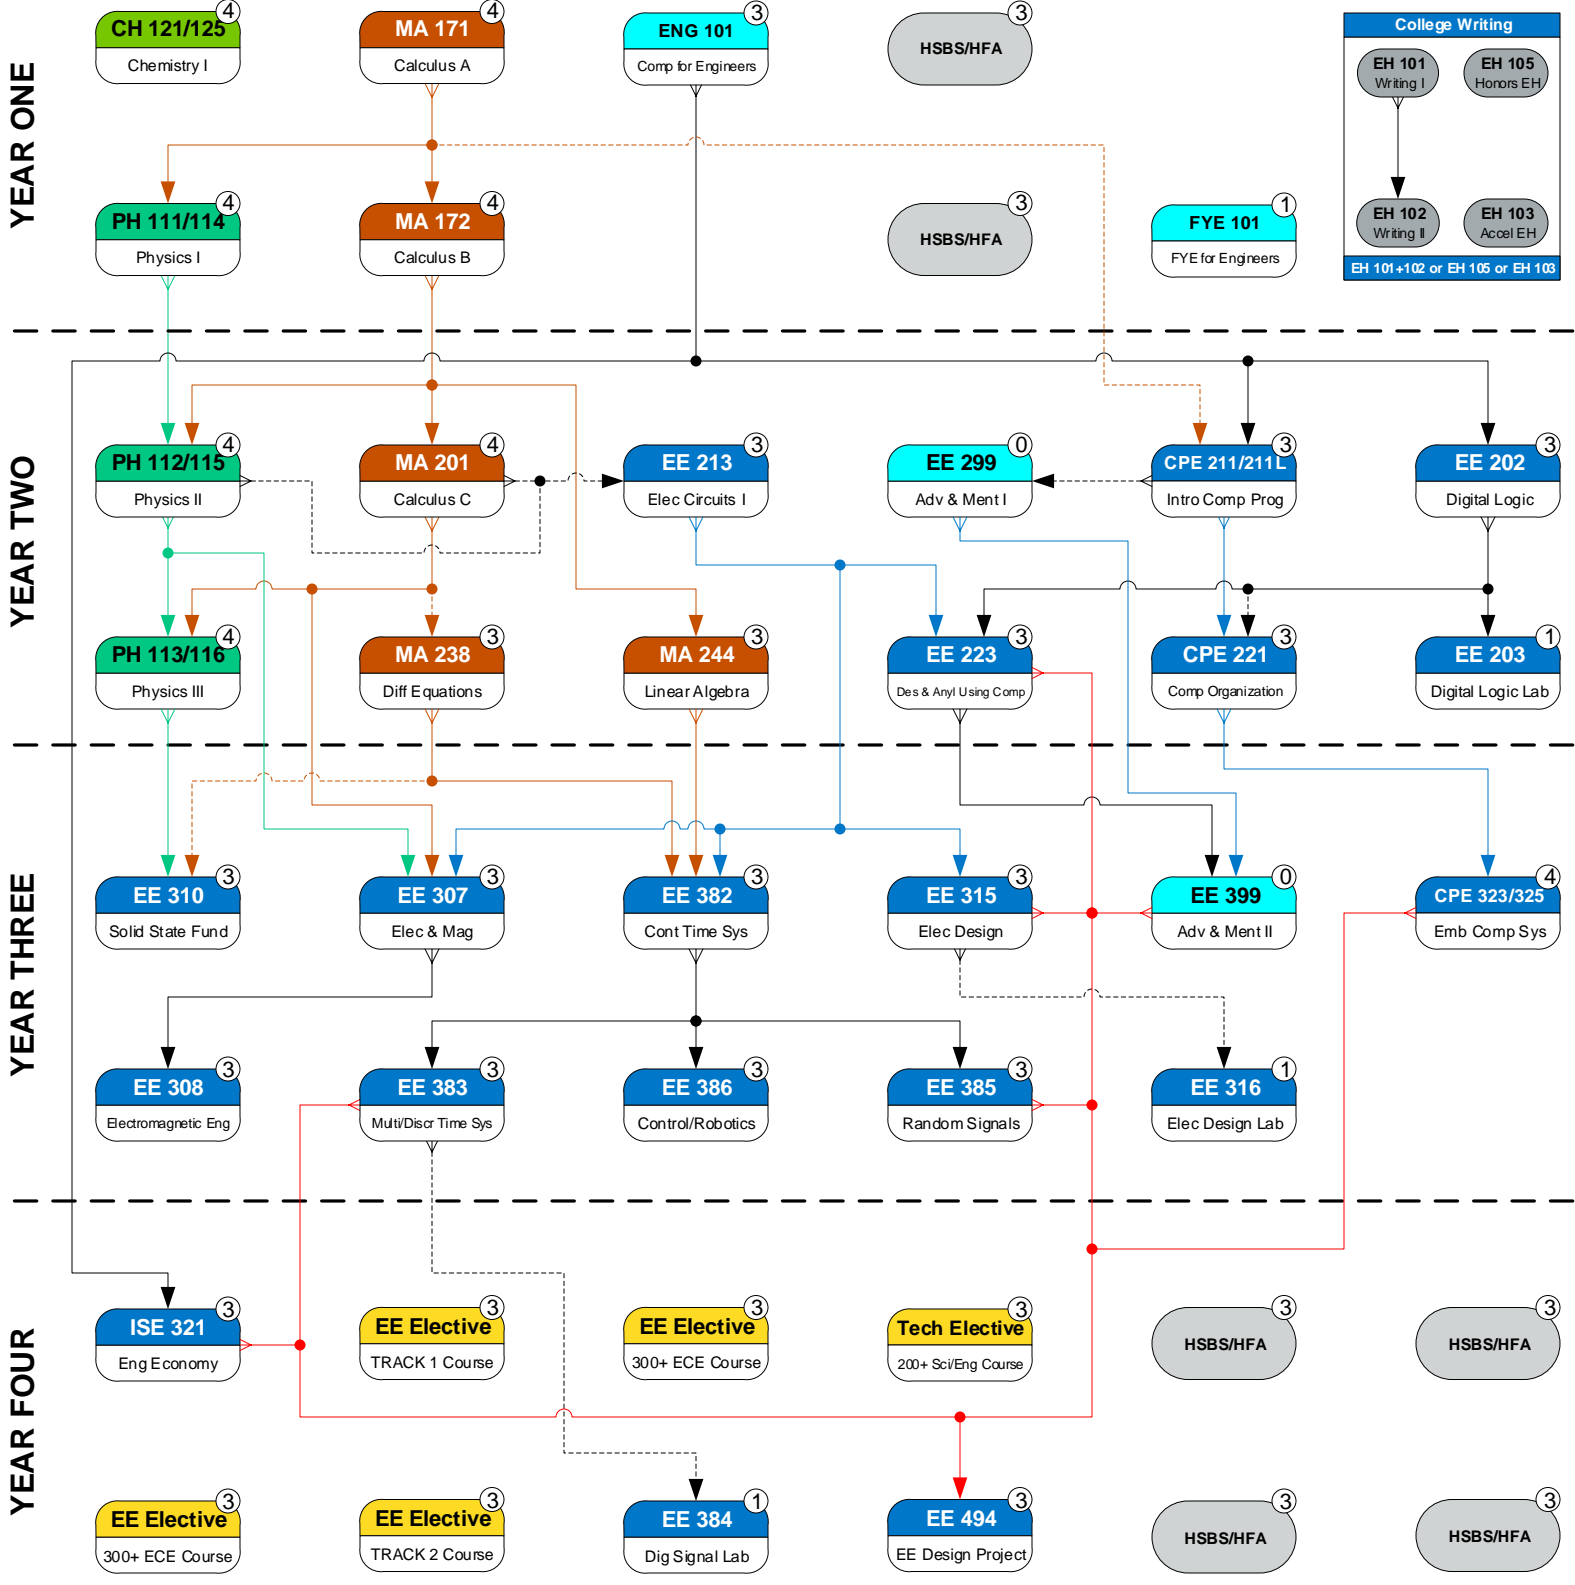 YEAR ONE
4
CH 121/125
Chemistry I
4
MA 171
Calculus A
3
ENG 101
Comp for Engineers
3
HSBS/HFA
College Writing
EH 101
Writing I
EH 105
Honors EH
EH 102
Writing II
EH 103
Accel EH
EH 101+102 or EH 105 or EH 103
4
PH 111/114
Physics I
4
MA 172
Calculus B
3
HSBS/HFA
1
FYE 101
FYE for Engineers
YEAR TWO
4
PH 112/115
Physics II
4
MA 201
Calculus C
3
EE 213
Elec Circuits I
0
EE 299
Adv & Ment I
3
CPE 211/211L
Intro Comp Prog
3
EE 202
Digital Logic
4
PH 113/116
Physics III
3
MA 238
Diff Equations
3
MA 244
Linear Algebra
3
EE 223
Des & Anyl Using Comp
3
CPE 221
Comp Organization
1
EE 203
Digital Logic Lab
YEAR THREE
3
EE 310
Solid State Fund
3
EE 307
Elec & Mag
3
EE 382
Cont Time Sys
3
EE 315
Elec Design
0
EE 399
Adv & Ment II
4
CPE 323/325
Emb Comp Sys
3
EE 308
Electromagnetic Eng
3
EE 383
Multi/Discr Time Sys
3
EE 386
Control/Robotics
3
EE 385
Random Signals
1
EE 316
Elec Design Lab
YEAR FOUR
3
ISE 321
Eng Economy
3
EE Elective
TRACK 1 Course
3
EE Elective
300+ ECE Course
3
Tech Elective
200+ Sci/Eng Course
3
HSBS/HFA
3
HSBS/HFA
3
EE Elective
300+ ECE Course
3
EE Elective
TRACK 2 Course
1
EE 384
Dig Signal Lab
3
EE 494
EE Design Project
3
HSBS/HFA
3
HSBS/HFA